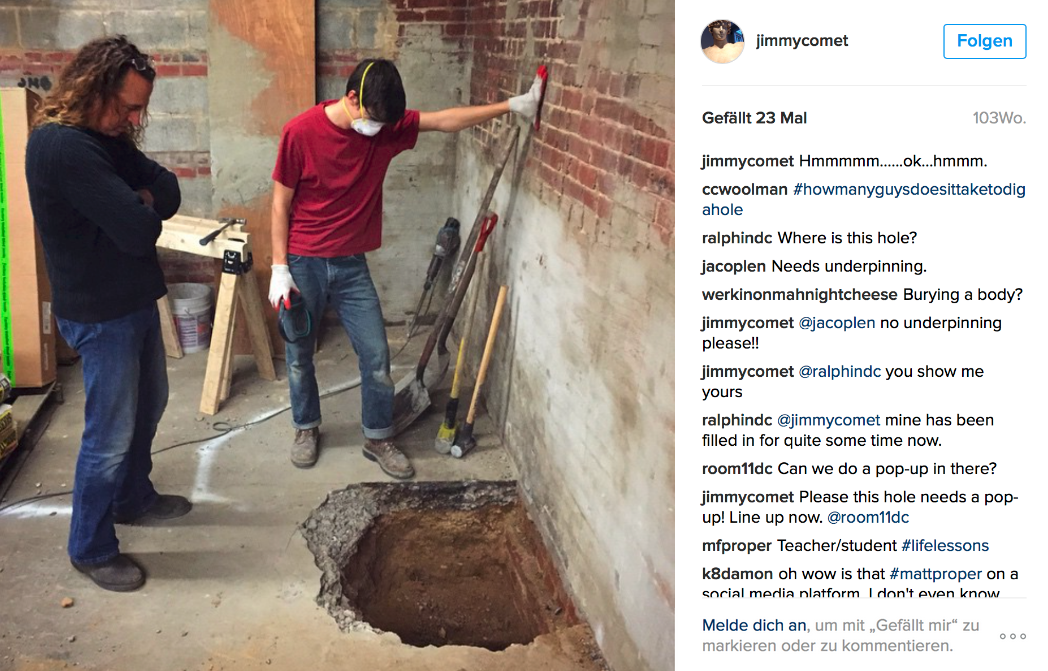 jimmycomet
Folgen
Gefällt 23 Mal
103Wo.
jimmycomet Hmmmmm......ok...hmmm.
ccwoolman #howmanyguysdoesittaketodig
ahole
ralphindc Where is this hole?
jacoplen Needs underpinning.
werkinonmahnightcheese Burying a body?
jimmycomet @jacoplen no underpinning
please!!
jimmycomet @ralphindc you show me
yours
ralphindc @jimmycomet mine has been
filled in for quite some time now.
room11dc Can we do a pop-up in there?
jimmycomet Please this hole needs a pop-
up! Line up now. @room11dc
mfproper Teacher/student #lifelessons
k8damon oh wow is that #mattproper on a
social media platform. I don't even know
Melde dich an, um mit „Gefällt mir“ zu
markieren oder zu kommentieren.